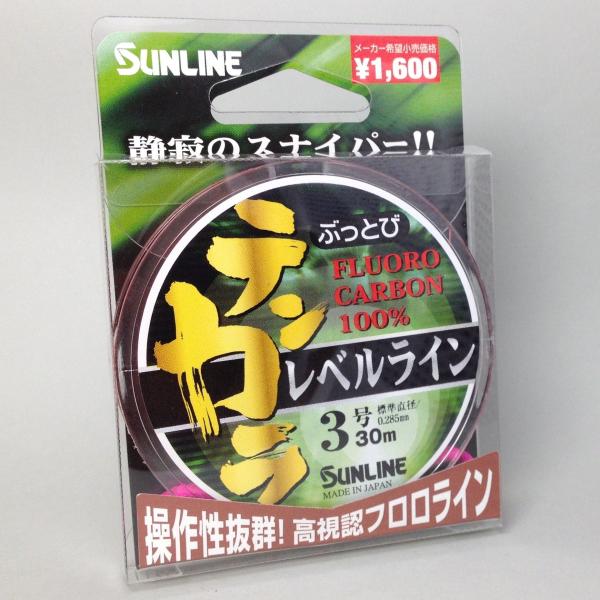 SUNLINE
メーカー希望小売価格
¥1,600
静寂のスナイパー!!
ぶっとび
テンカラ
FLUORO
CARBON
100%
レベルライン
3号 標準直径/
0.285mm
30m
SUNLINE
MADE IN JAPAN
操作性抜群! 高視認フロロライン